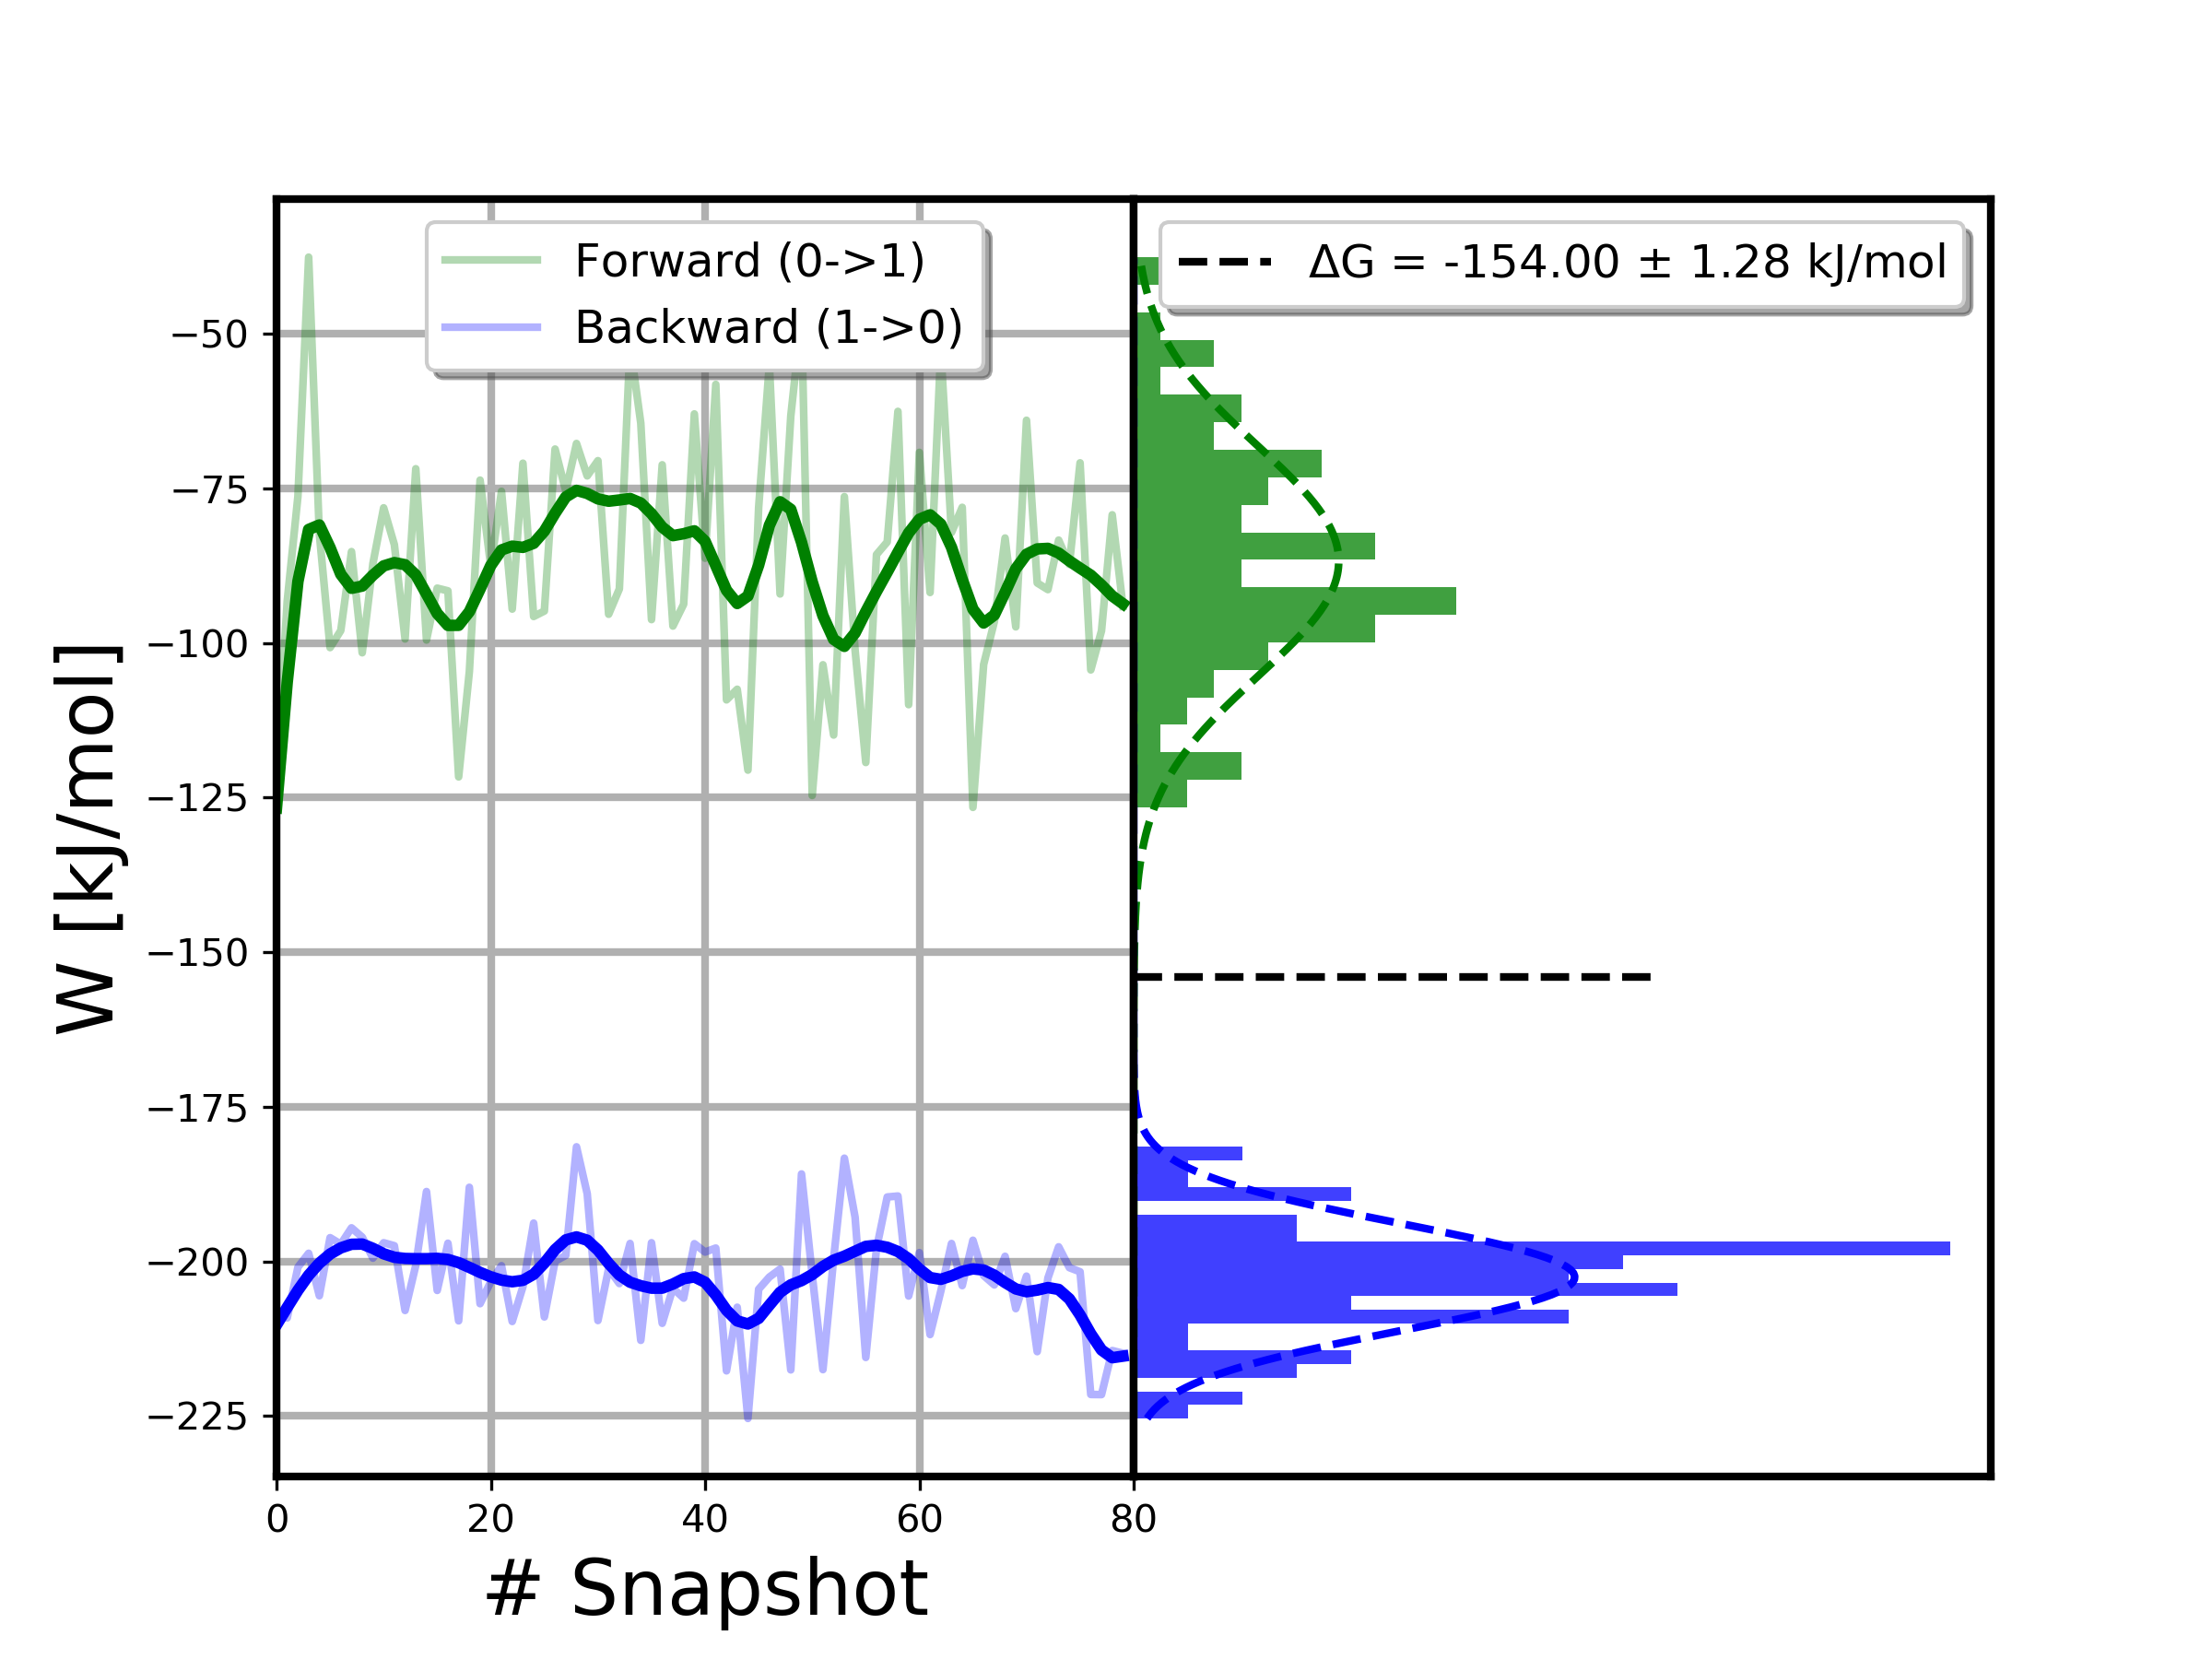 Forward (0->1)
Backward (1->0)
ΔG = -154.00 ± 1.28 kJ/mol
W [kJ/mol]
−50
−75
−100
−125
−150
−175
−200
−225
0 20 40 60 80
# Snapshot